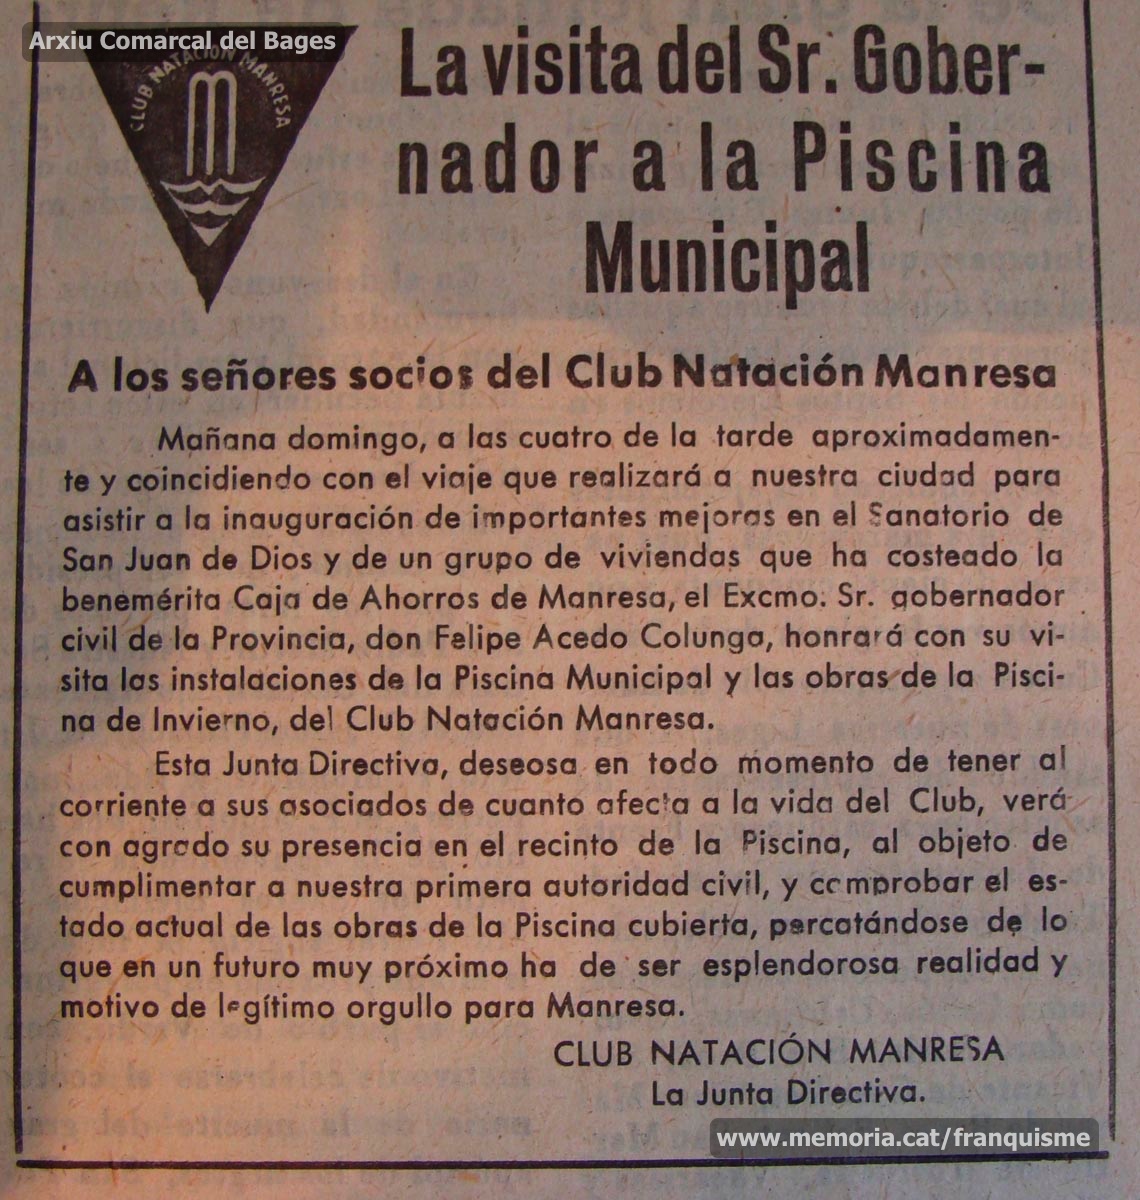 Arxiu Comarcal del Bages
CLUB NATACION MANRESA
La visita del Sr. Gober-
nador a la Piscina
Municipal
A los señores socios del Club Natación Manresa
Mañana domingo, a las cuatro de la tarde aproximadamen-
te y coincidiendo con el viaje que realizará a nuestra ciudad para
asistir a la inauguración de importantes mejoras en el Sanatorio de
San Juan de Dios y de un grupo de viviendas que ha costeado la
benemérita Caja de Ahorros de Manresa, el Excmo. Sr. gobernador
civil de la Provincia, don Felipe Acedo Colunga, honrará con su vi-
sita las instalaciones de la Piscina Municipal y las obras de la Pisci-
na de Invierno, del Club Natación Manresa.
Esta Junta Directiva, deseosa en todo momento de tener al
corriente a sus asociados de cuanto afecta a la vida del Club, verá
con agrado su presencia en el recinto de la Piscina, al objeto de
cumplimentar a nuestra primera autoridad civil, y comprobar el es-
tado actual de las obras de la Piscina cubierta, percatándose de lo
que en un futuro muy próximo ha de ser esplendorosa realidad y
motivo de legítimo orgullo para Manresa.
CLUB NATACIÓN MANRESA
La Junta Directiva.
www.memoria.cat/franquisme